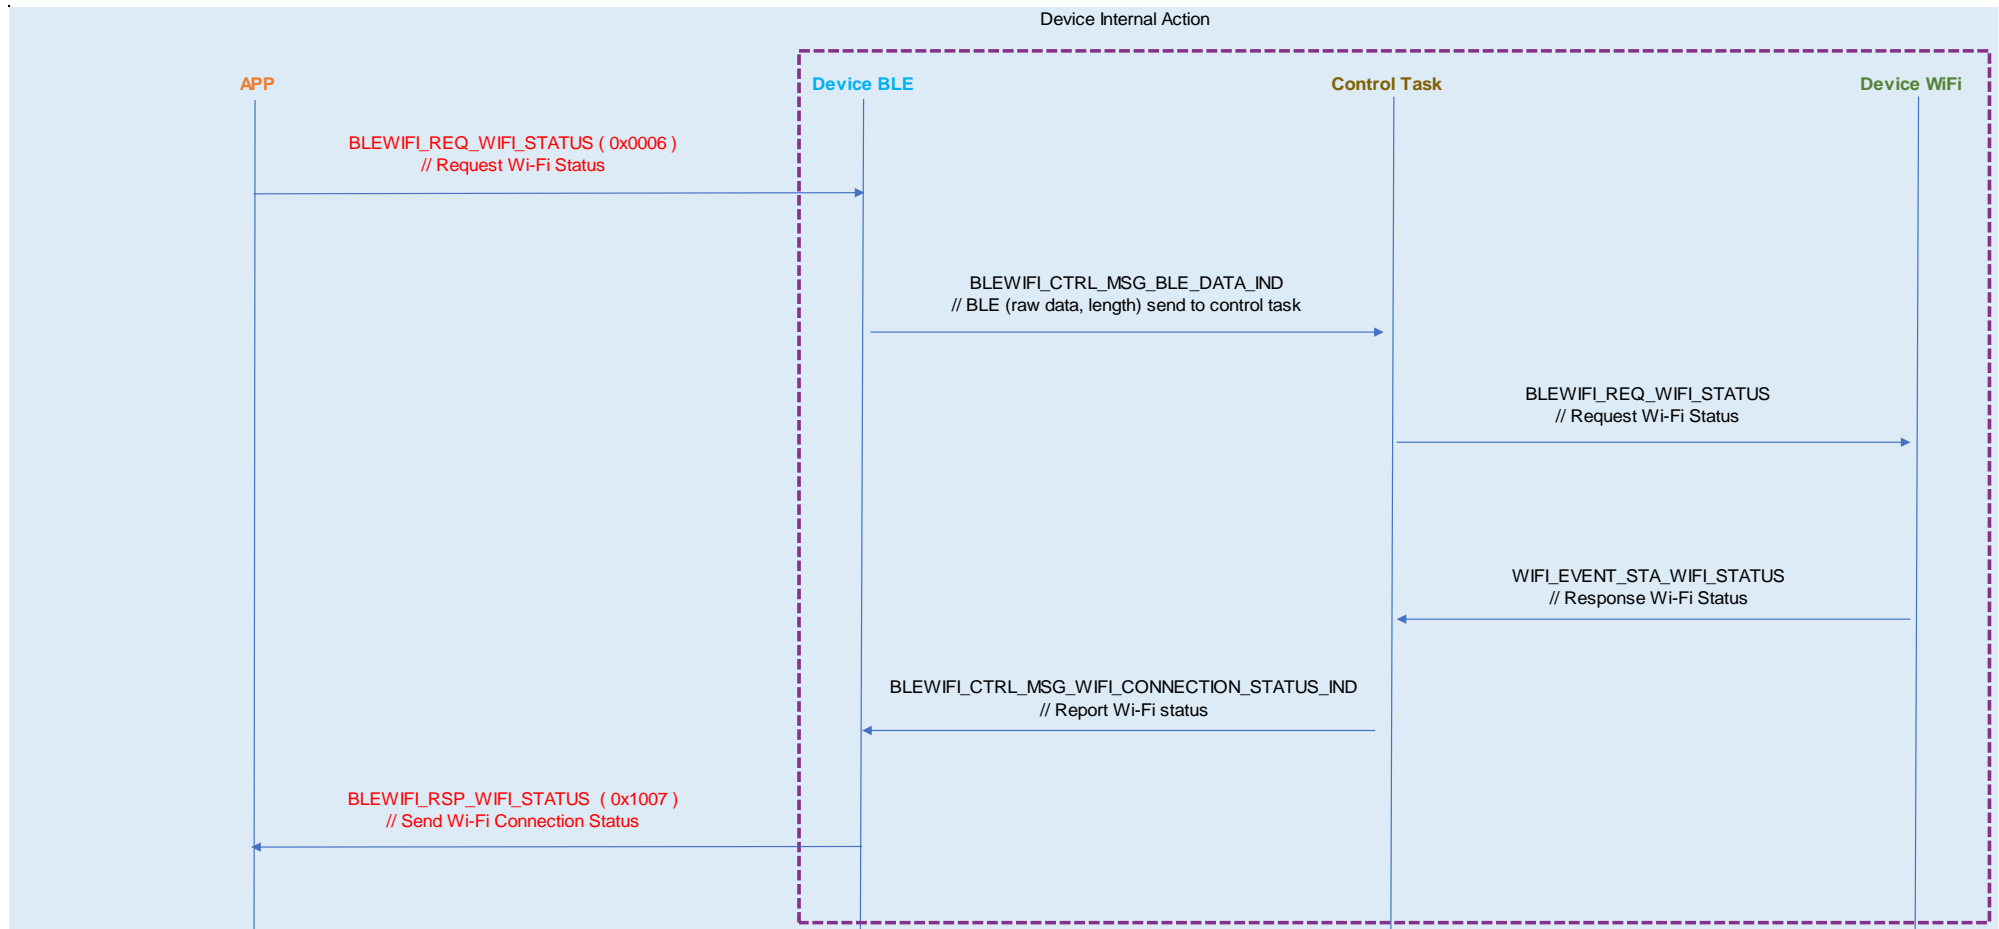 Device Internal Action
APP
Device BLE
Control Task
Device WiFi
BLEWIFI_REQ_WIFI_STATUS ( 0x0006 )
// Request Wi-Fi Status
BLEWIFI_CTRL_MSG_BLE_DATA_IND
// BLE (raw data, length) send to control task
BLEWIFI_REQ_WIFI_STATUS
// Request Wi-Fi Status
WIFI_EVENT_STA_WIFI_STATUS
// Response Wi-Fi Status
BLEWIFI_CTRL_MSG_WIFI_CONNECTION_STATUS_IND
// Report Wi-Fi status
BLEWIFI_RSP_WIFI_STATUS  ( 0x1007 )
// Send Wi-Fi Connection Status